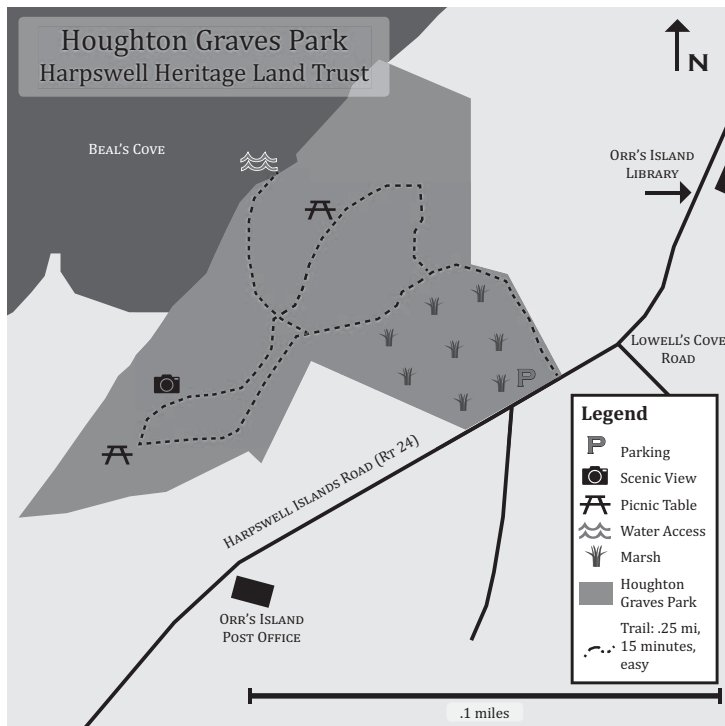 Houghton Graves Park
Harpswell Heritage Land Trust
N
Beal's Cove
Orr's Island
Library
Lowell's Cove
Road
Harpswell Islands Road (Rt 24)
P
Orr's Island
Post Office
Legend
P Parking
Scenic View
Picnic Table
Water Access
Marsh
Houghton
Graves Park
Trail: .25 mi,
15 minutes,
easy
.1 miles